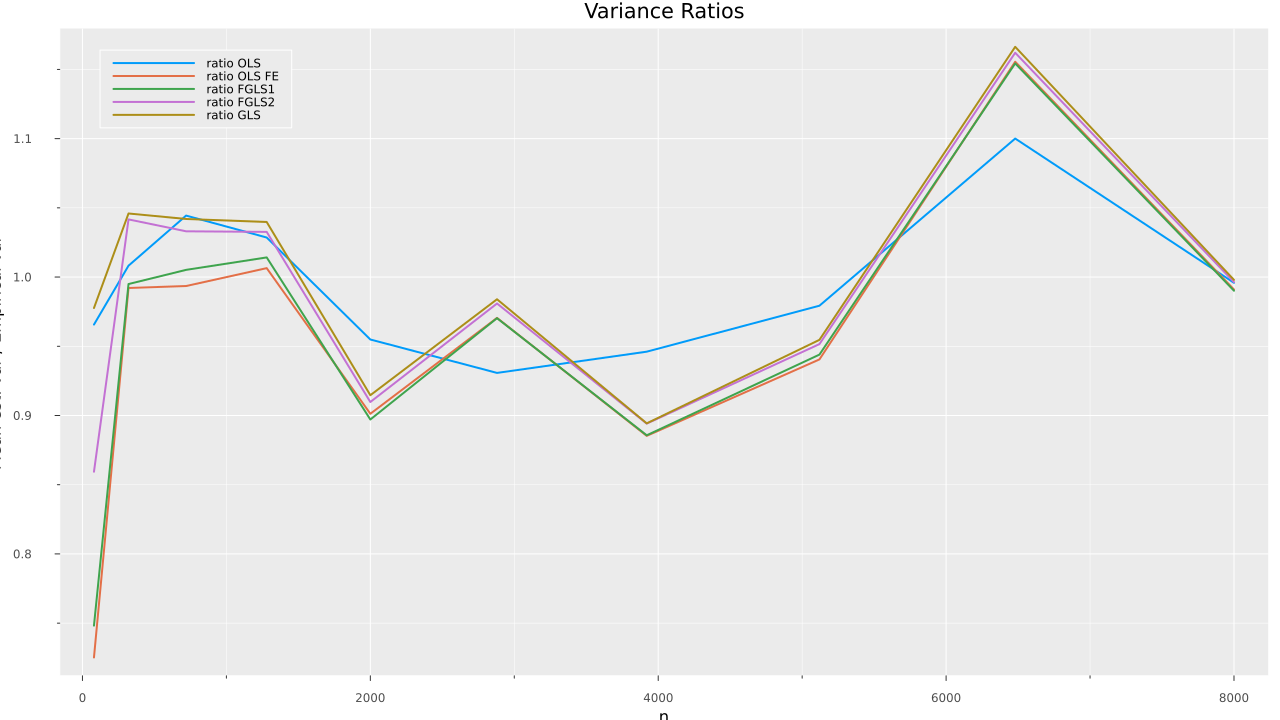 Variance Ratios
ratio OLS
ratio OLS FE
ratio FGLS1
ratio FGLS2
ratio GLS
1.1
1.0
0.9
0.8
0
2000
4000
6000
8000
n